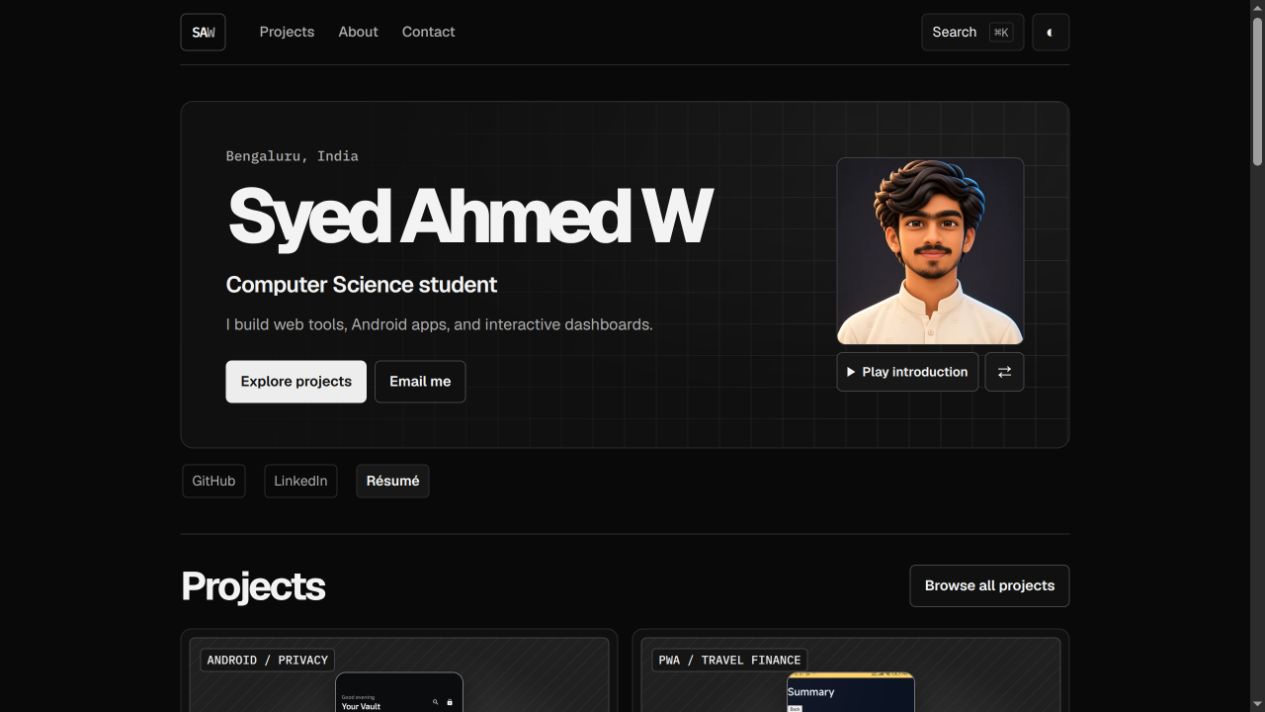 SAW
Projects About Contact
Search ⌘K
Bengaluru, India
Syed Ahmed W
Computer Science student
I build web tools, Android apps, and interactive dashboards.
Explore projects Email me
Play introduction
GitHub LinkedIn Résumé
Projects
Browse all projects
ANDROID / PRIVACY
Good evening
Your Vault
PWA / TRAVEL FINANCE
Summary
Back